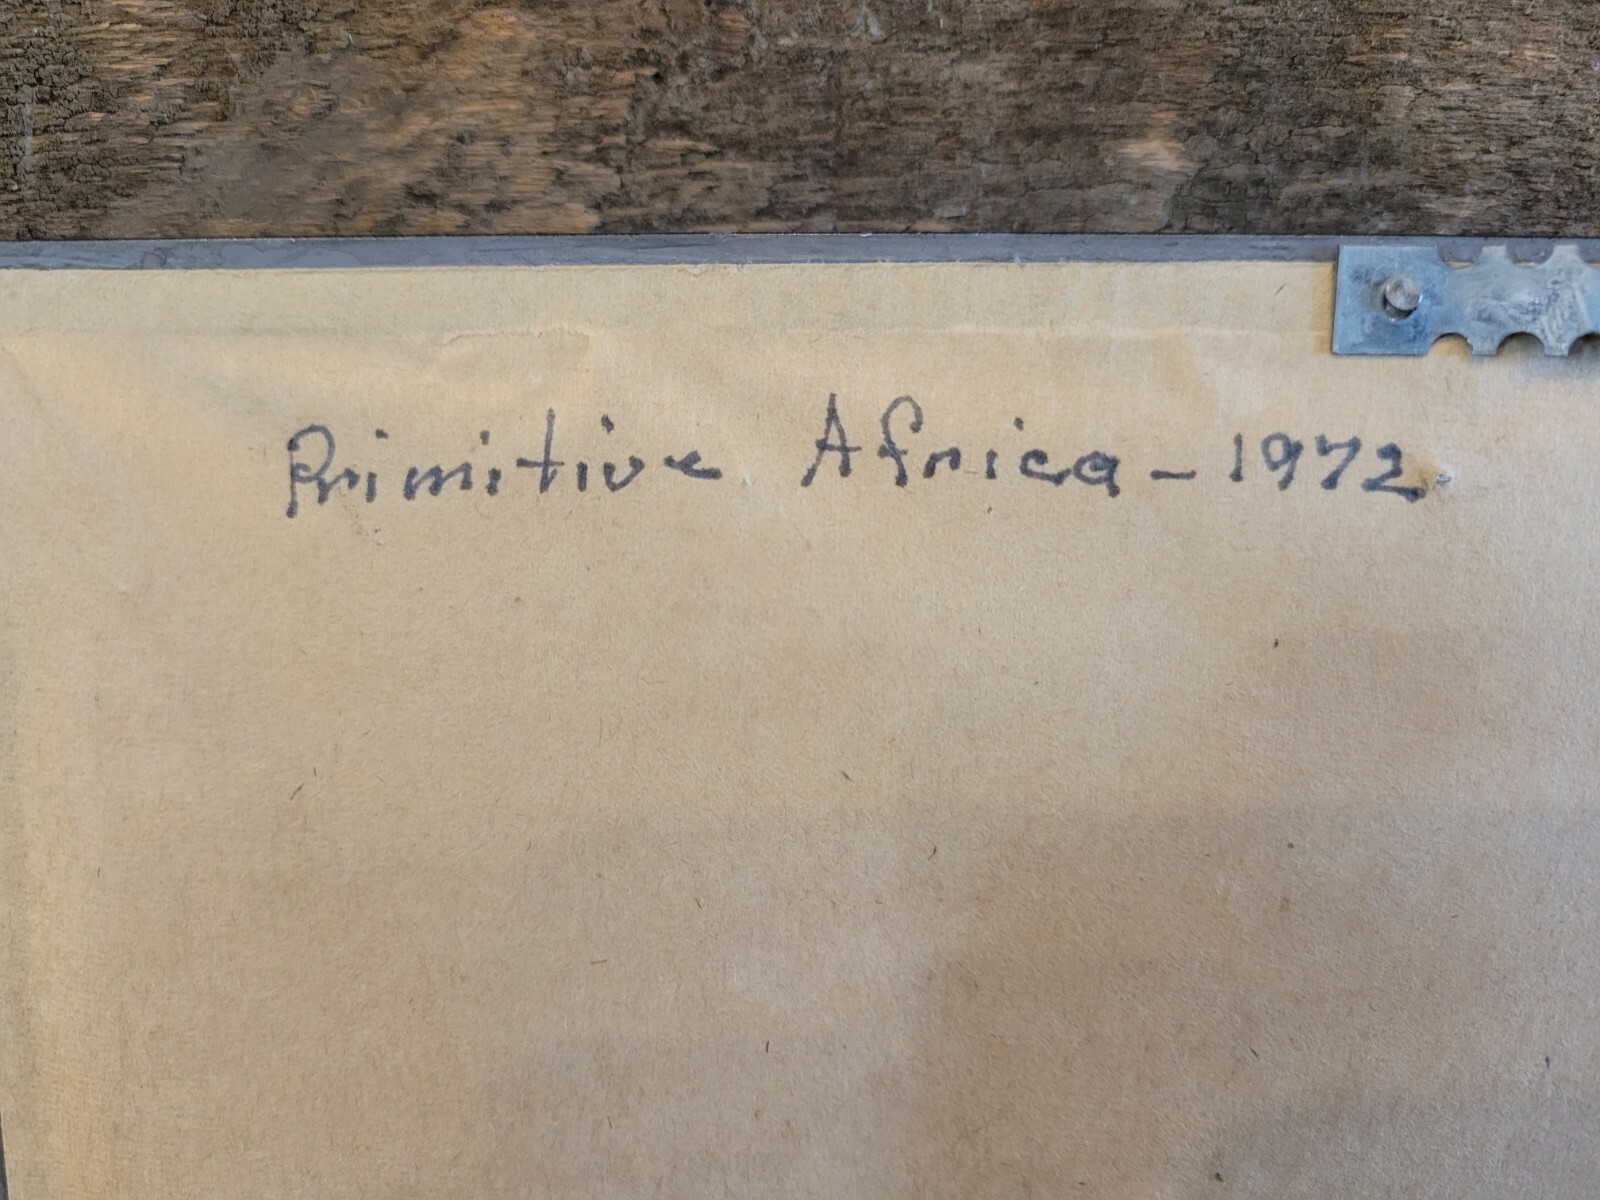 Primitive Africa - 1972